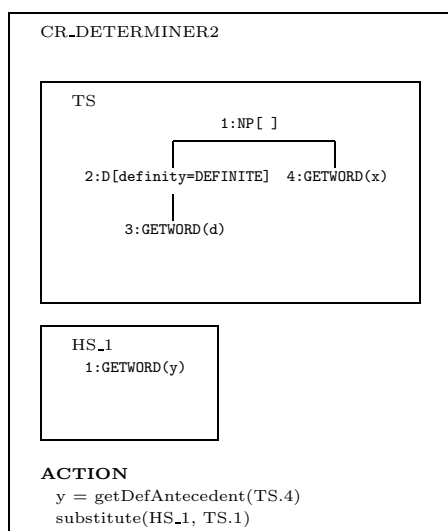 CR_DETERMINER2
TS
1:NP[ ]
2:D[definity=DEFINITE] 4:GETWORD(x)
3:GETWORD(d)
HS_1
1:GETWORD(y)
ACTION
y = getDefAntecedent(TS.4)
substitute(HS_1, TS.1)